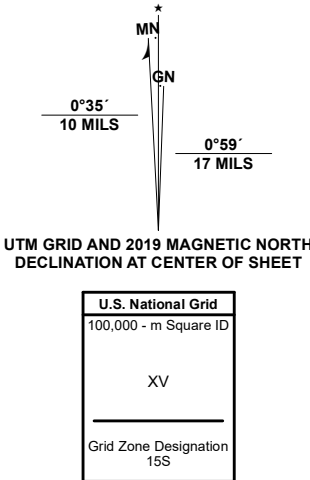 ★
MN
GN
0°35´
10 MILS
0°59´
17 MILS
UTM GRID AND 2019 MAGNETIC NORTH
DECLINATION AT CENTER OF SHEET
U.S. National Grid
100,000 - m Square ID
XV
Grid Zone Designation
15S